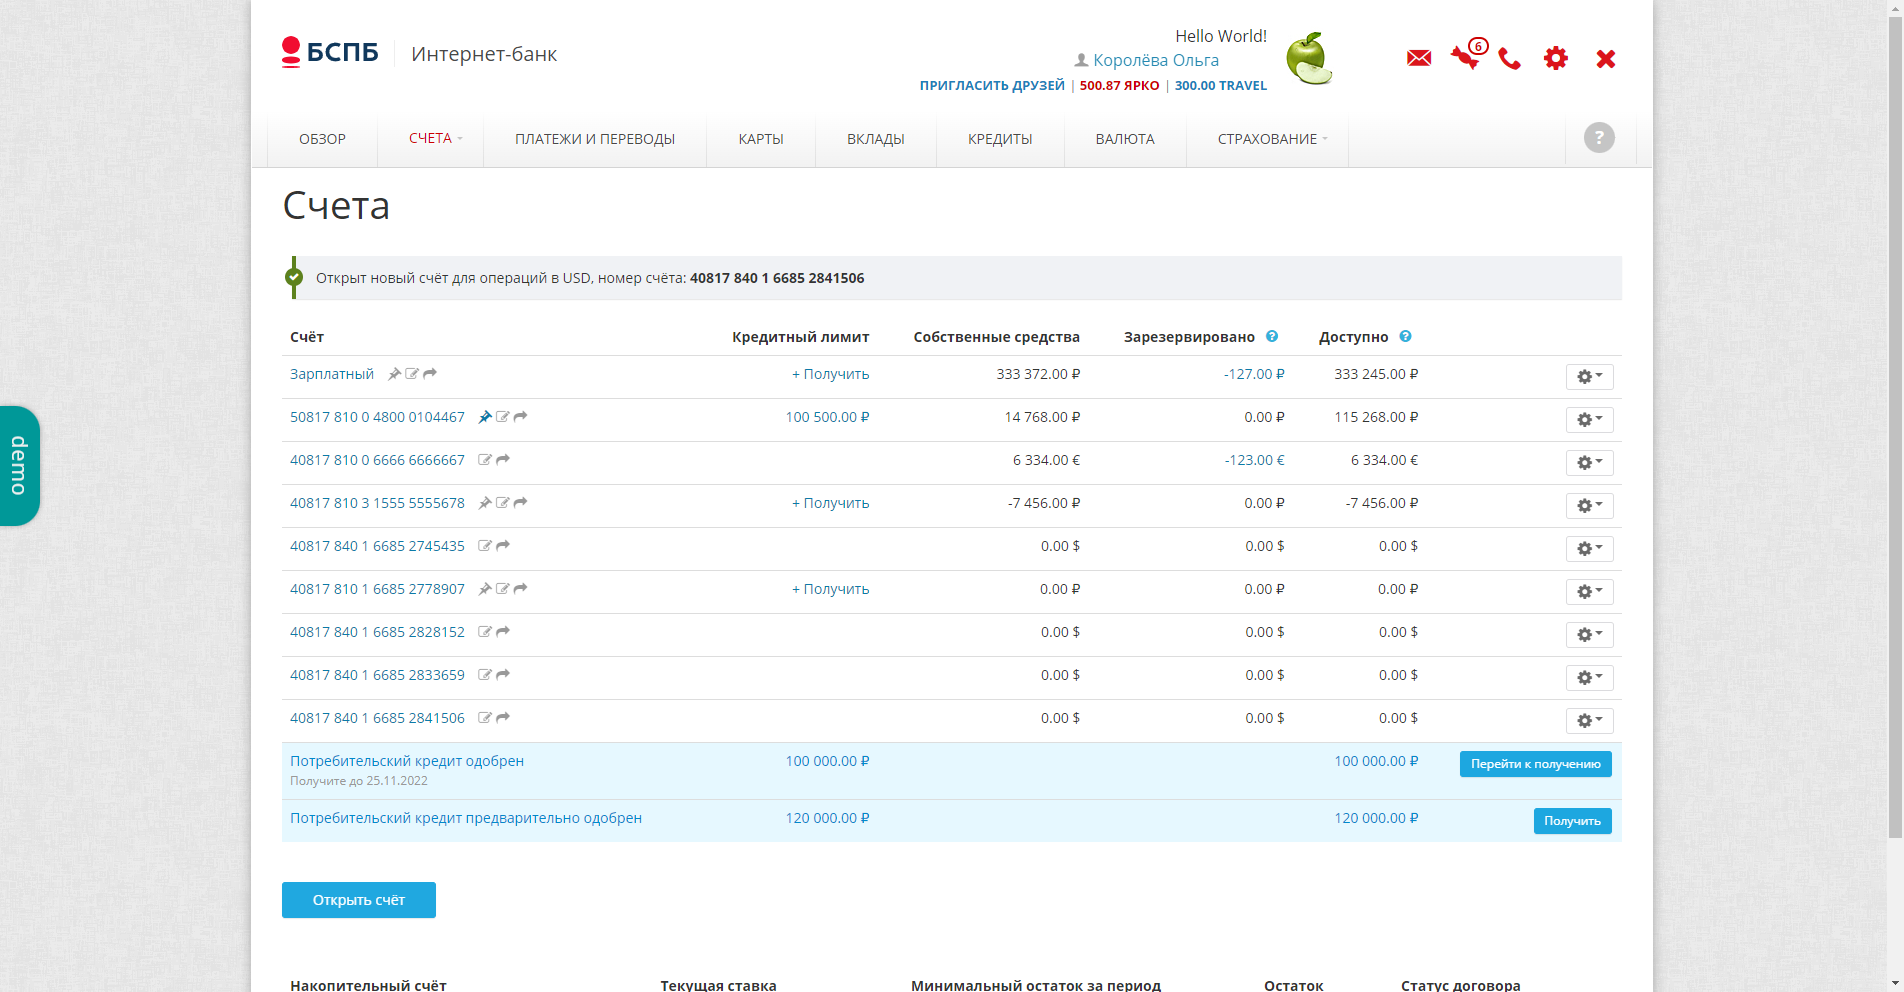 БСПБ Интернет-банк
Hello World!
Королёва Ольга
ПРИГЛАСИТЬ ДРУЗЕЙ | 500.87 ЯРКО | 300.00 TRAVEL
6
ОБЗОР СЧЕТА ПЛАТЕЖИ И ПЕРЕВОДЫ КАРТЫ ВКЛАДЫ КРЕДИТЫ ВАЛЮТА СТРАХОВАНИЕ ?
Счета
Открыт новый счёт для операций в USD, номер счёта: 40817 840 1 6685 2841506
Счёт Кредитный лимит Собственные средства Зарезервировано ? Доступно ?
Зарплатный + Получить 333 372.00 ₽ -127.00 ₽ 333 245.00 ₽
50817 810 0 4800 0104467 100 500.00 ₽ 14 768.00 ₽ 0.00 ₽ 115 268.00 ₽
40817 810 0 6666 6666667 6 334.00 € -123.00 € 6 334.00 €
40817 810 3 1555 5555678 + Получить -7 456.00 ₽ 0.00 ₽ -7 456.00 ₽
40817 840 1 6685 2745435 0.00 $ 0.00 $ 0.00 $
40817 810 1 6685 2778907 + Получить 0.00 ₽ 0.00 ₽ 0.00 ₽
40817 840 1 6685 2828152 0.00 $ 0.00 $ 0.00 $
40817 840 1 6685 2833659 0.00 $ 0.00 $ 0.00 $
40817 840 1 6685 2841506 0.00 $ 0.00 $ 0.00 $
Потребительский кредит одобрен 100 000.00 ₽ 100 000.00 ₽ Перейти к получению
Получите до 25.11.2022
Потребительский кредит предварительно одобрен 120 000.00 ₽ 120 000.00 ₽ Получить
Открыть счёт
Накопительный счёт Текущая ставка Минимальный остаток за период Остаток Статус договора
demo